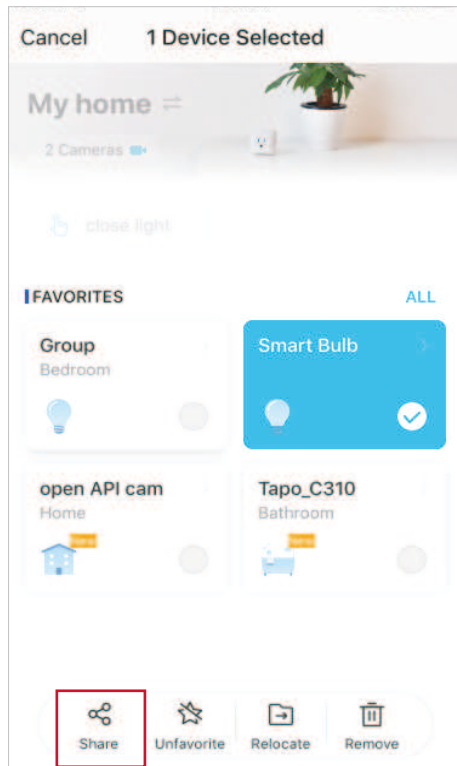 Cancel 1 Device Selected
My home
2 Cameras
close light
FAVORITES ALL
Group Smart Bulb
Bedroom
open API cam Tapo_C310
Home Bathroom
Share Unfavorite Relocate Remove